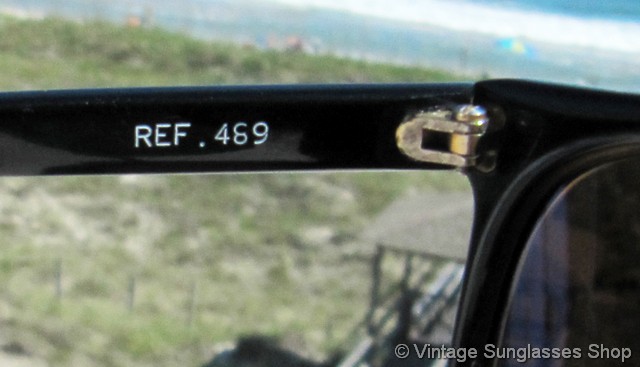 REF.469
© Vintage Sunglasses Shop